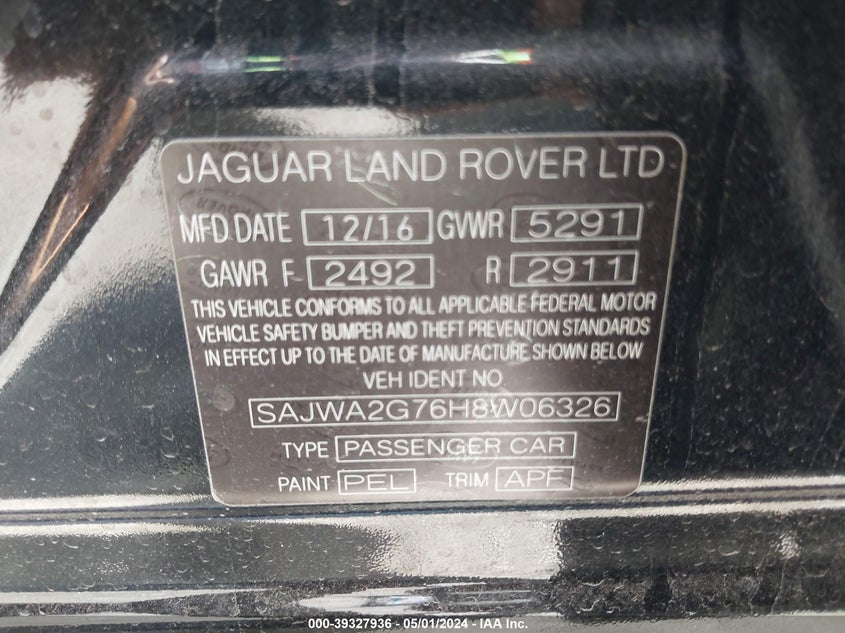 JAGUAR LAND ROVER LTD
MFD DATE 12/16 GWWR 5291
GAWR F 2492 R 2911
THIS VEHICLE CONFORMS TO ALL APPLICABLE FEDERAL MOTOR
VEHICLE SAFETY BUMPER AND THEFT PREVENTION STANDARDS
IN EFFECT UP TO THE DATE OF MANUFACTURE SHOWN BELOW
VEH IDENT NO
SAJWA2G76H8W06326
TYPE PASSENGER CAR
PAINT PEL TRIM APF
000-39327936 - 05/01/2024 - IAA Inc.